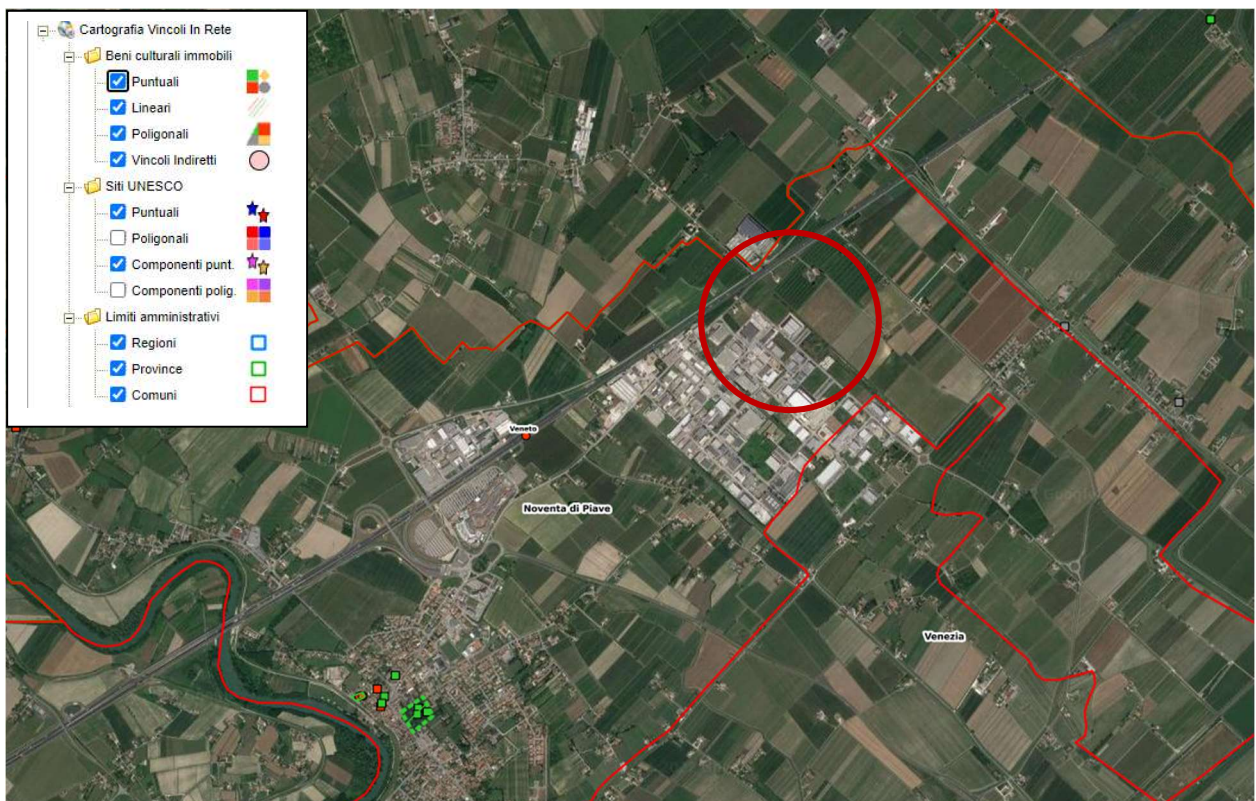 Cartografia Vincoli In Rete
Beni culturali immobili
Puntuali
Lineari
Poligonali
Vincoli Indiretti
Siti UNESCO
Puntuali
Poligonali
Componenti punt.
Componenti polig.
Limiti amministrativi
Regioni
Province
Comuni
Veneto
Noventa di Piave
Venezia